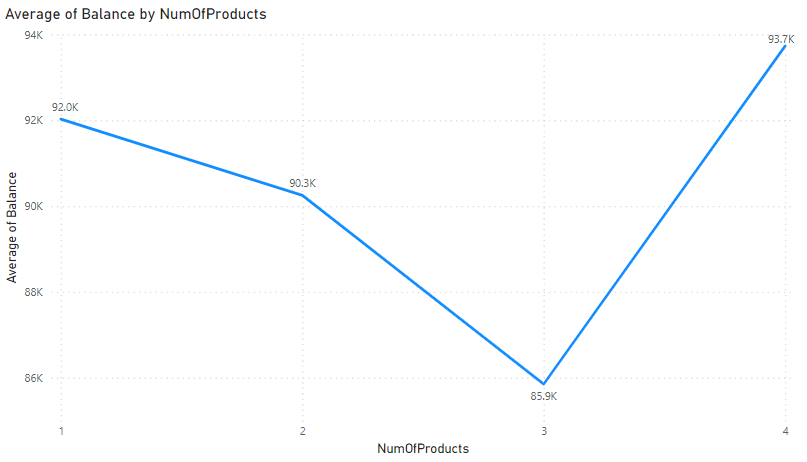 Average of Balance by NumOfProducts
94K
92K
90K
88K
86K
Average of Balance
92.0K
90.3K
85.9K
93.7K
1
2
3
4
NumOfProducts